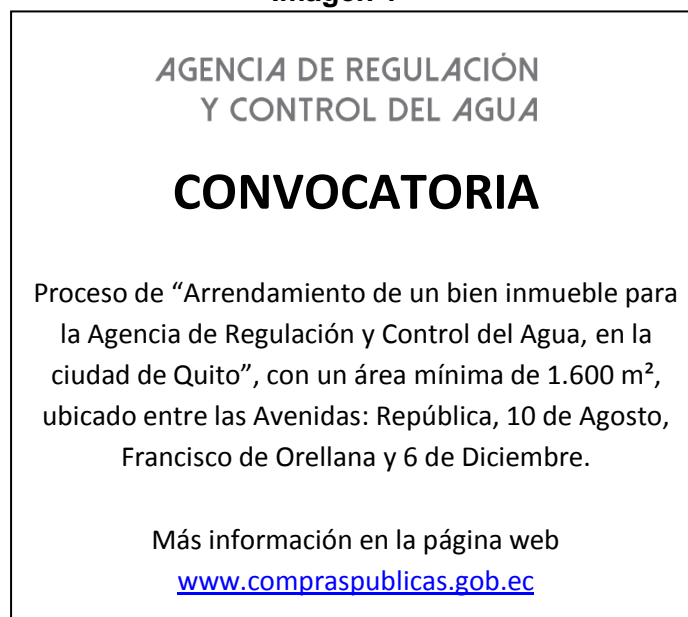 AGENCIA DE REGULACIÓN
Y CONTROL DEL AGUA
CONVOCATORIA
Proceso de “Arrendamiento de un bien inmueble para
la Agencia de Regulación y Control del Agua, en la
ciudad de Quito”, con un área mínima de 1.600 m²,
ubicado entre las Avenidas: República, 10 de Agosto,
Francisco de Orellana y 6 de Diciembre.
Más información en la página web
www.compraspublicas.gob.ec